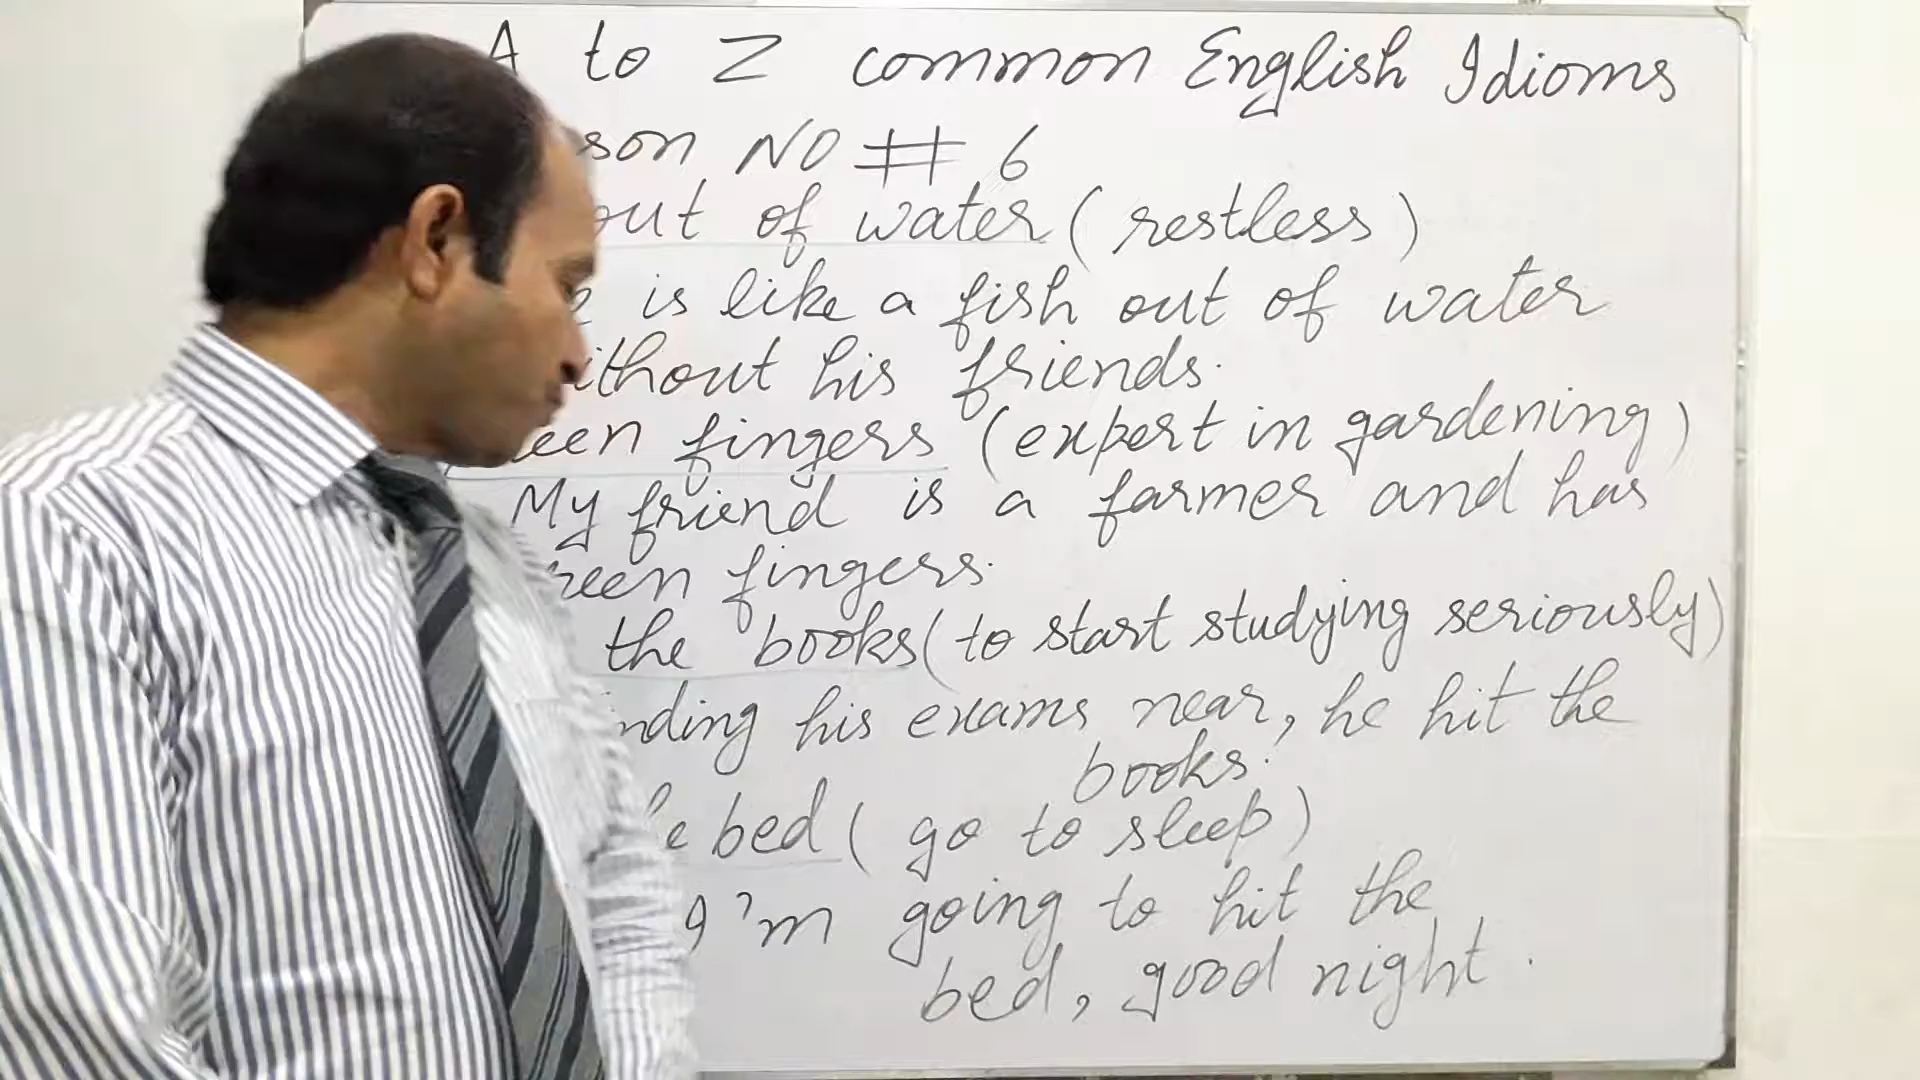 A to Z common English Idioms
son NO # 6
out of water (restless)
is like a fish out of water
ithout his friends.
een fingers (expert in gardening)
My friend is a farmer and has
reen fingers.
the books (to start studying seriously)
nding his exams near, he hit the
books.
bed (go to sleep)
I'm going to hit the
bed, good night.